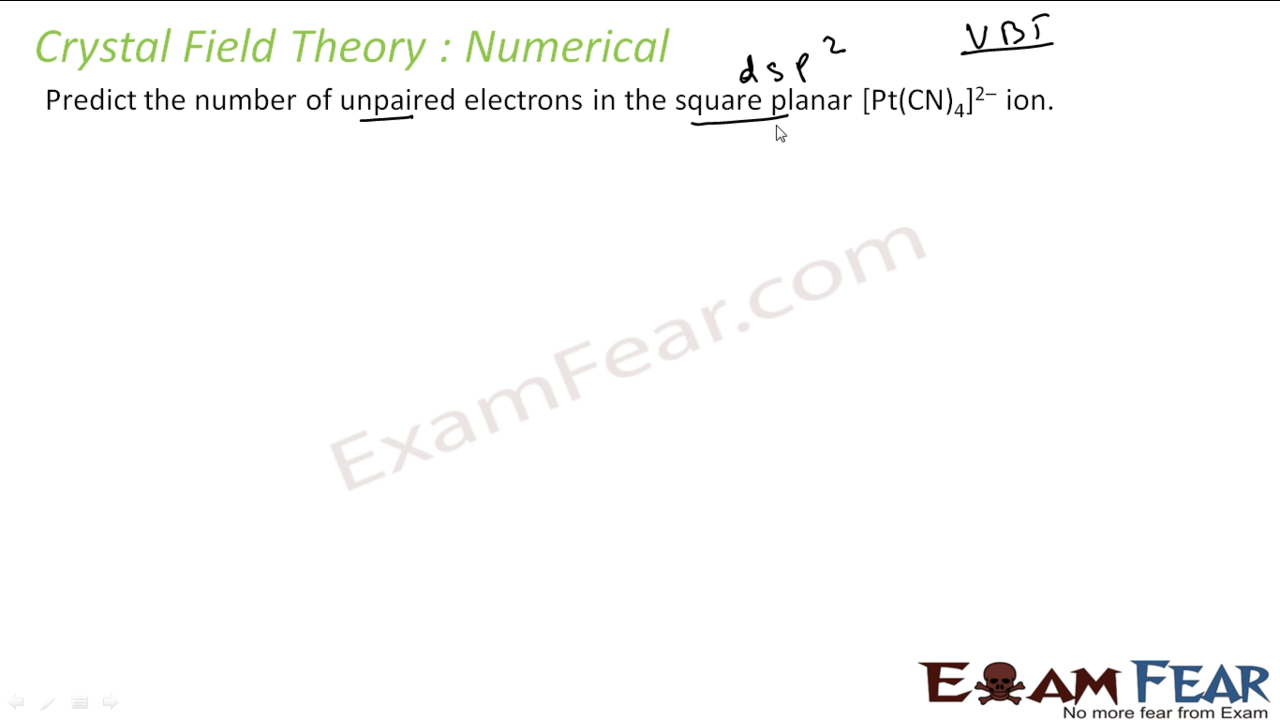 Crystal Field Theory : Numerical
VBT
dsp²
Predict the number of unpaired electrons in the square planar [Pt(CN)₄]²⁻ ion.
ExamFear.com
EXAM FEAR
No more fear from Exam